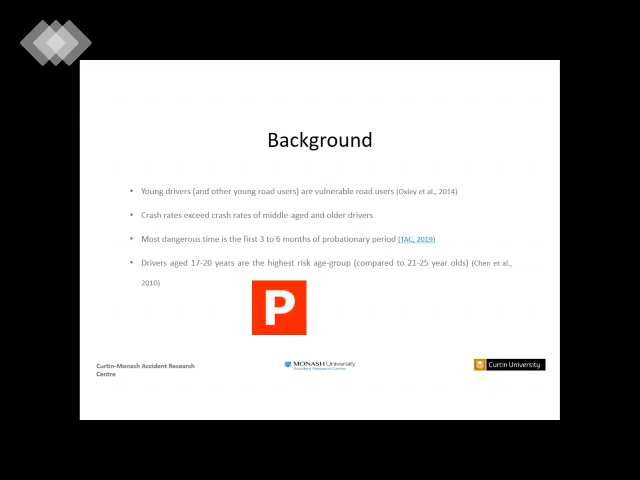 Background
• Young drivers (and other young road users) are vulnerable road users (Oxley et al., 2014)
• Crash rates exceed crash rates of middle-aged and older drivers
• Most dangerous time is the first 3 to 6 months of probationary period (TAC, 2019)
• Drivers aged 17-20 years are the highest risk age-group (compared to 21-25 year olds) (Chen et al.,
2010)
P
Curtin-Monash Accident Research
Centre
MONASH University
Accident Research Centre
Curtin University